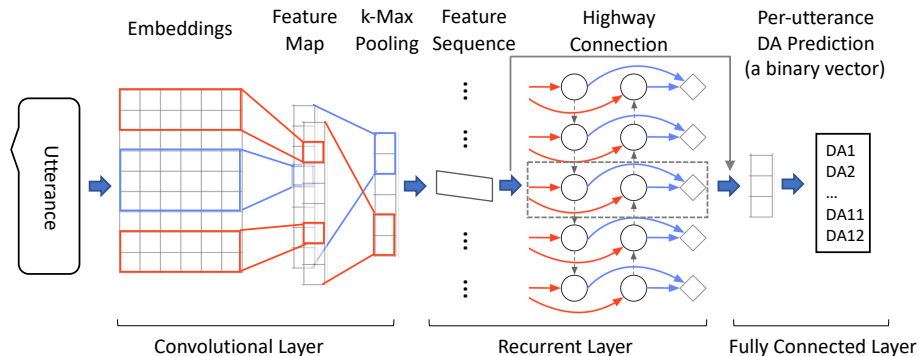 Embeddings
Feature
Map
k-Max
Pooling
Feature
Sequence
Highway
Connection
Per-utterance
DA Prediction
(a binary vector)
Utterance
...
...
...
...
DA1
DA2
...
DA11
DA12
Convolutional Layer
Recurrent Layer
Fully Connected Layer